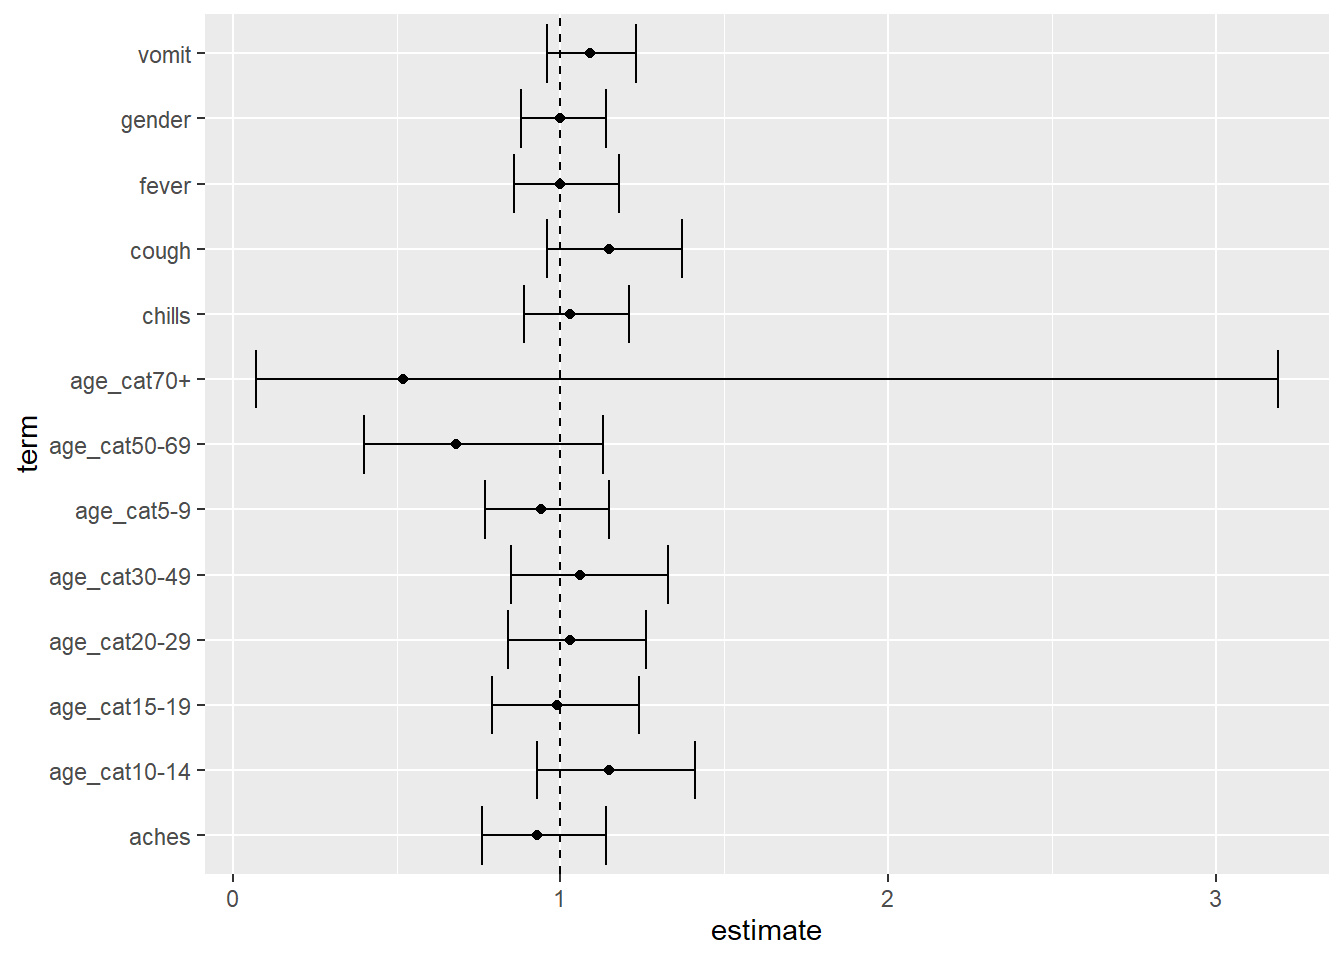 vomit
gender
fever
cough
chills
age_cat70+
age_cat50-69
age_cat5-9
age_cat30-49
age_cat20-29
age_cat15-19
age_cat10-14
aches
term
0 1 2 3
estimate